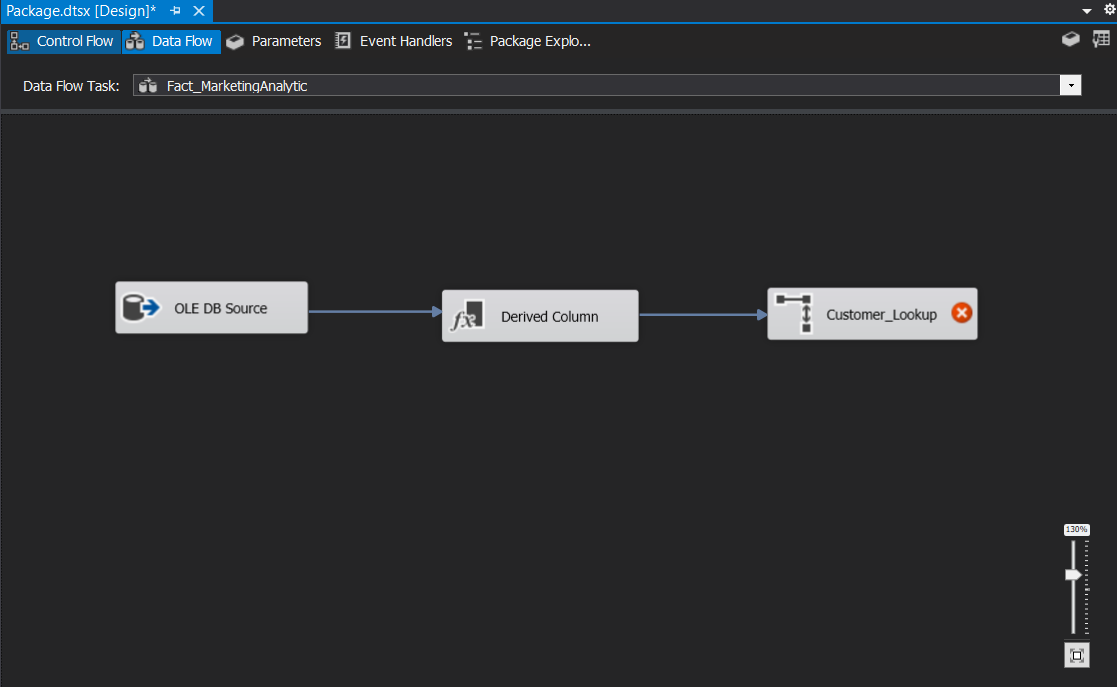 Package.dtsx [Design]*
Control Flow Data Flow Parameters Event Handlers Package Explo...
Data Flow Task: Fact_MarketingAnalytic
OLE DB Source
fx Derived Column
Customer_Lookup
130%